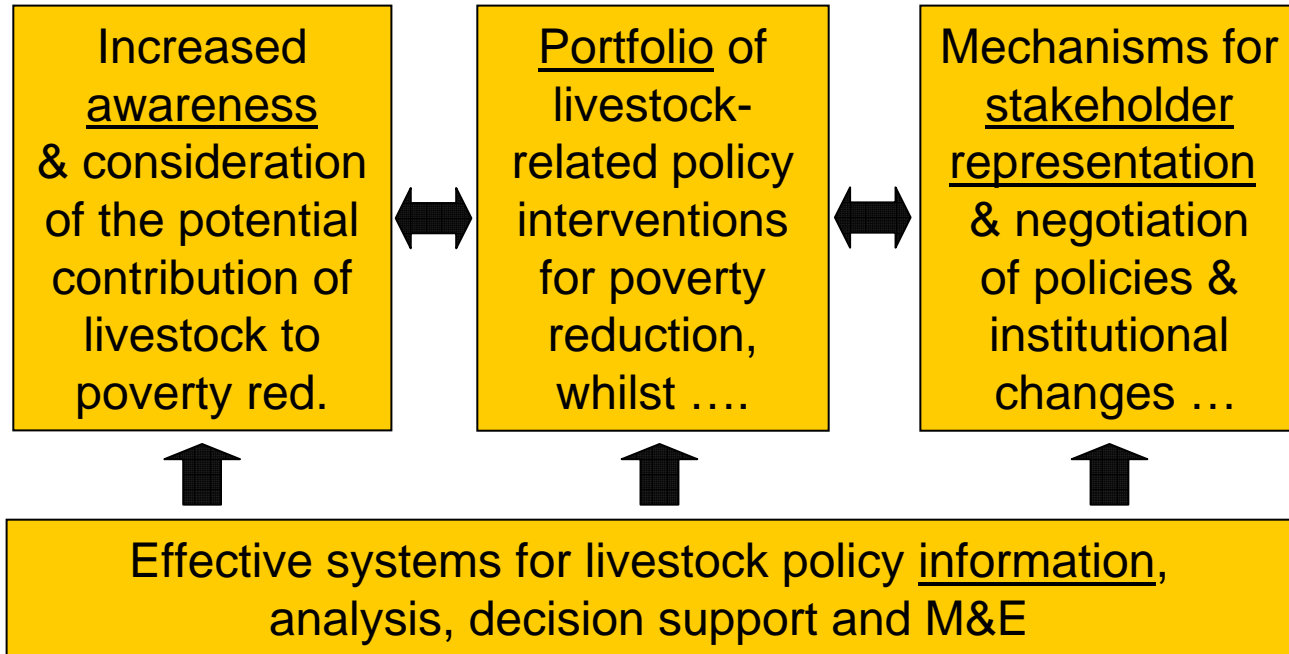 Increased
awareness
& consideration
of the potential
contribution of
livestock to
poverty red.
Portfolio of
livestock-
related policy
interventions
for poverty
reduction,
whilst ....
Mechanisms for
stakeholder
representation
& negotiation
of policies &
institutional
changes ...
Effective systems for livestock policy information,
analysis, decision support and M&E